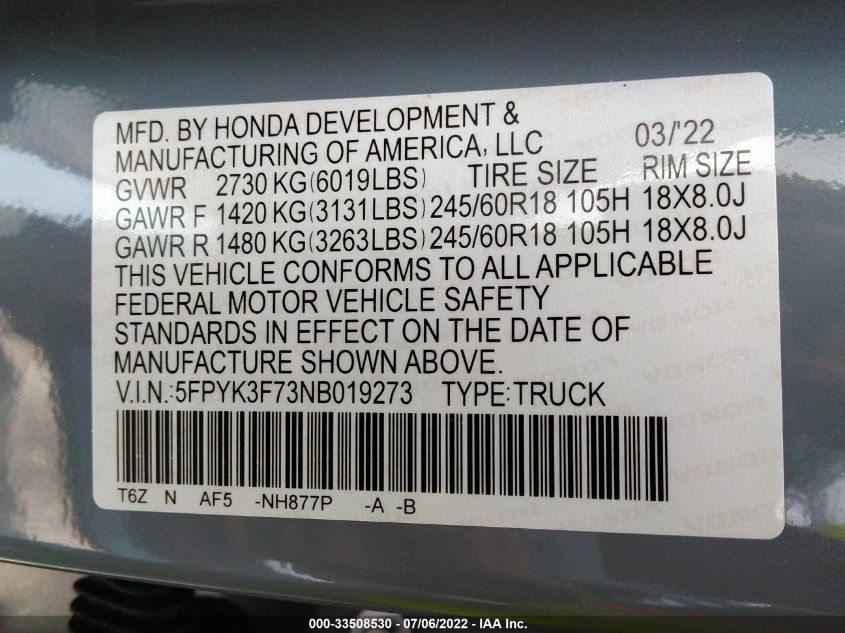 MFD. BY HONDA DEVELOPMENT &
MANUFACTURING OF AMERICA, LLC 03/'22
GVWR 2730 KG(6019LBS) TIRE SIZE RIM SIZE
GAWR F 1420 KG(3131LBS) 245/60R18 105H 18X8.0J
GAWR R 1480 KG(3263LBS) 245/60R18 105H 18X8.0J
THIS VEHICLE CONFORMS TO ALL APPLICABLE
FEDERAL MOTOR VEHICLE SAFETY
STANDARDS IN EFFECT ON THE DATE OF
MANUFACTURE SHOWN ABOVE.
V.I.N.:5FPYK3F73NB019273 TYPE:TRUCK
T6Z N AF5 -NH877P -A -B
000-33508530 - 07/06/2022 - IAA Inc.